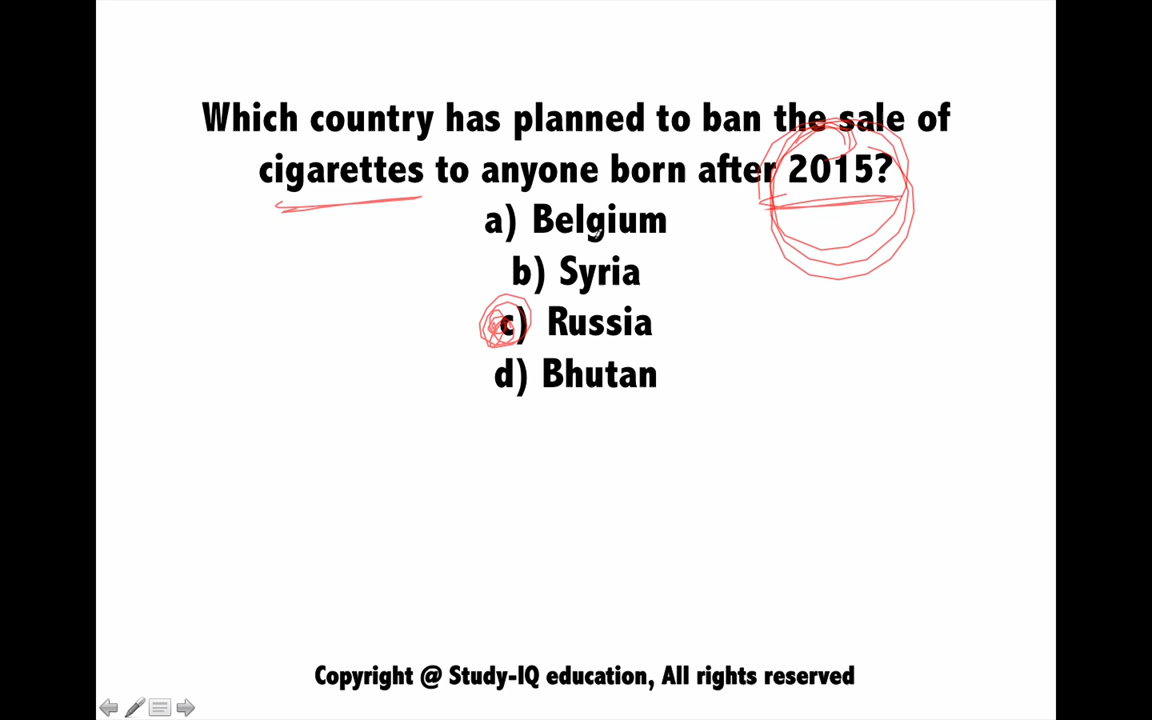 Which country has planned to ban the sale of
cigarettes to anyone born after 2015?
a) Belgium
b) Syria
c) Russia
d) Bhutan
Copyright @ Study-IQ education, All rights reserved